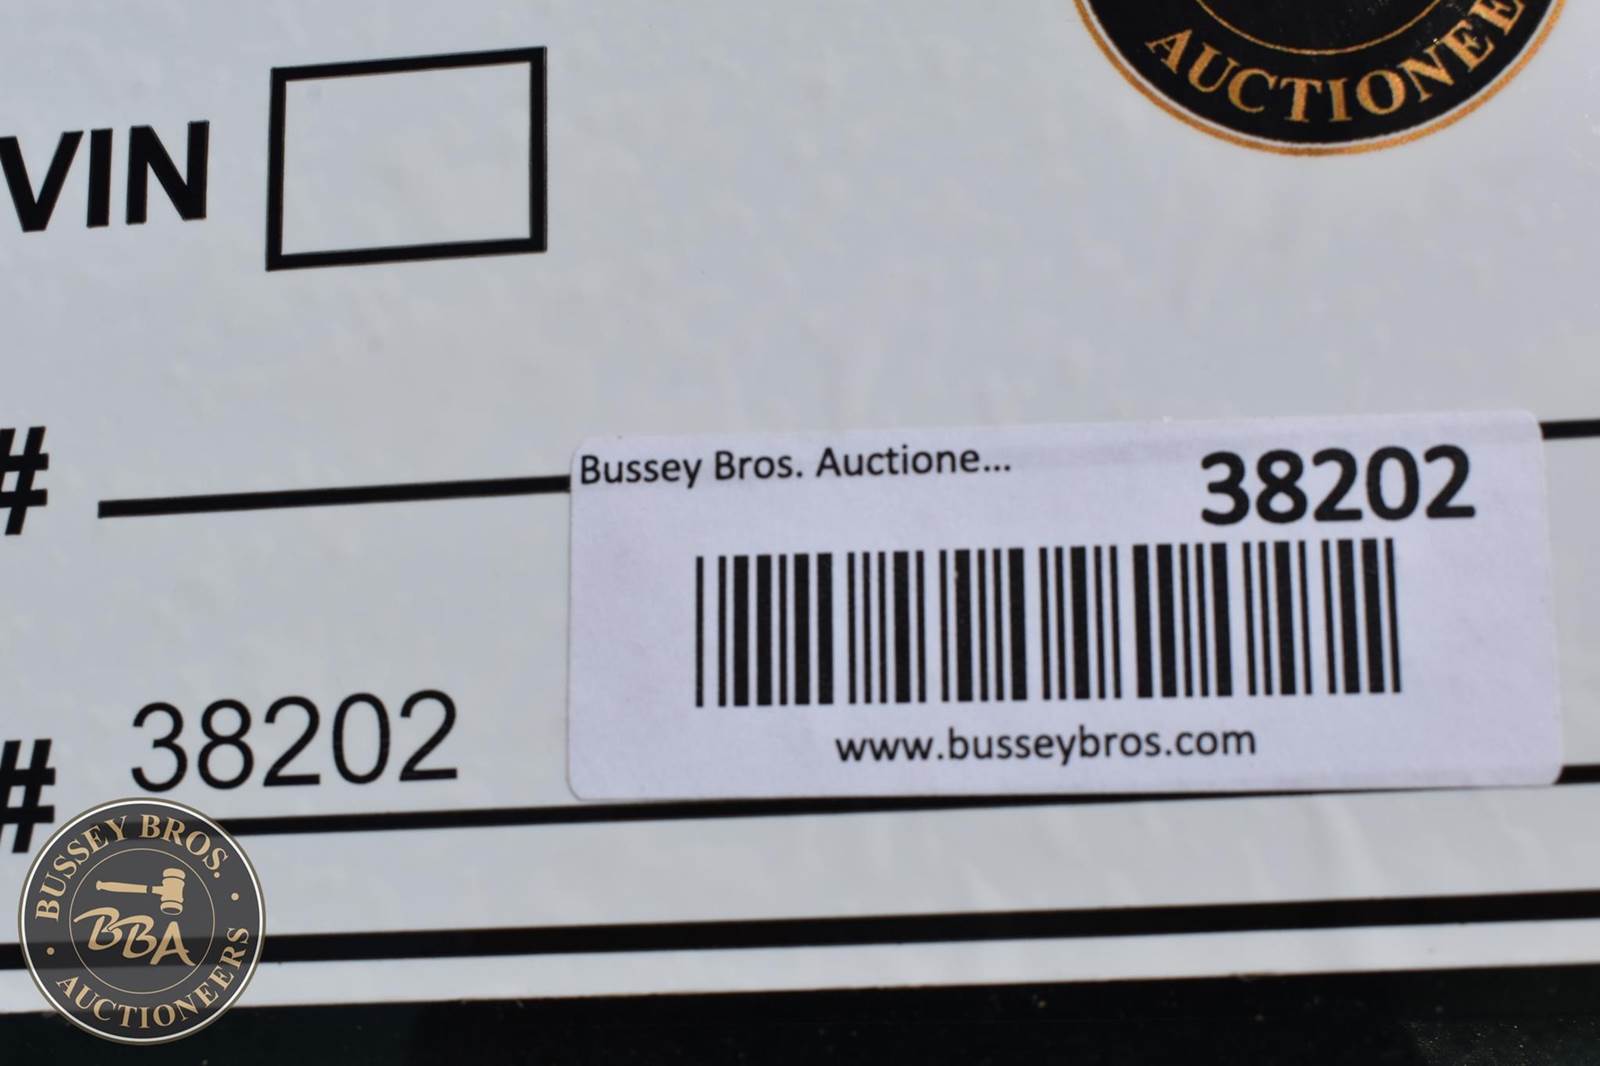 AUCTIONEE
VIN
#
Bussey Bros. Auctione...
38202
www.busseybros.com
# 38202
BUSSEY BROS.
BBA
AUCTIONEERS